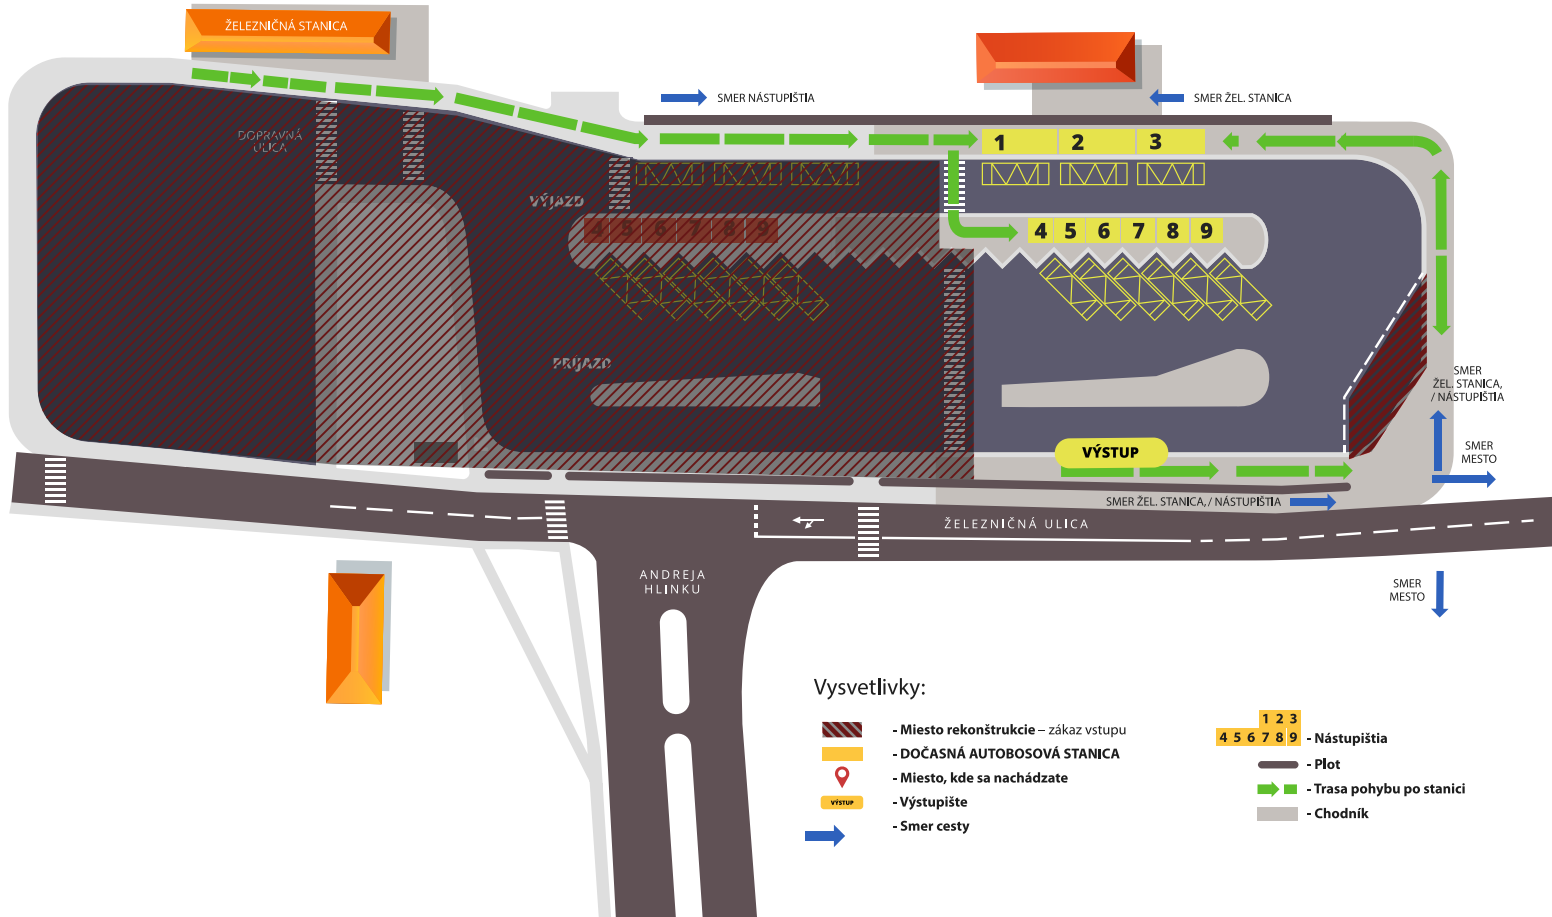 ŽELEZNIČNÁ STANICA
SMER NÁSTUPIŠTIA
SMER ŽEL. STANICA
DOPRAVNÁ
ULICA
1 2 3
VÝJAZD
4 5 6 7 8 9
4 5 6 7 8 9
PRÍJAZD
SMER
ŽEL. STANICA,
/ NÁSTUPIŠTIA
VÝSTUP
SMER
MESTO
SMER ŽEL. STANICA, / NÁSTUPIŠTIA
ŽELEZNIČNÁ ULICA
ANDREJA
HLINKU
SMER
MESTO
Vysvetlivky:
- Miesto rekonštrukcie – zákaz vstupu
- DOČASNÁ AUTOBOSOVÁ STANICA
- Miesto, kde sa nachádzate
VÝSTUP - Výstupište
- Smer cesty
1 2 3
4 5 6 7 8 9 - Nástupištia
- Plot
- Trasa pohybu po stanici
- Chodník